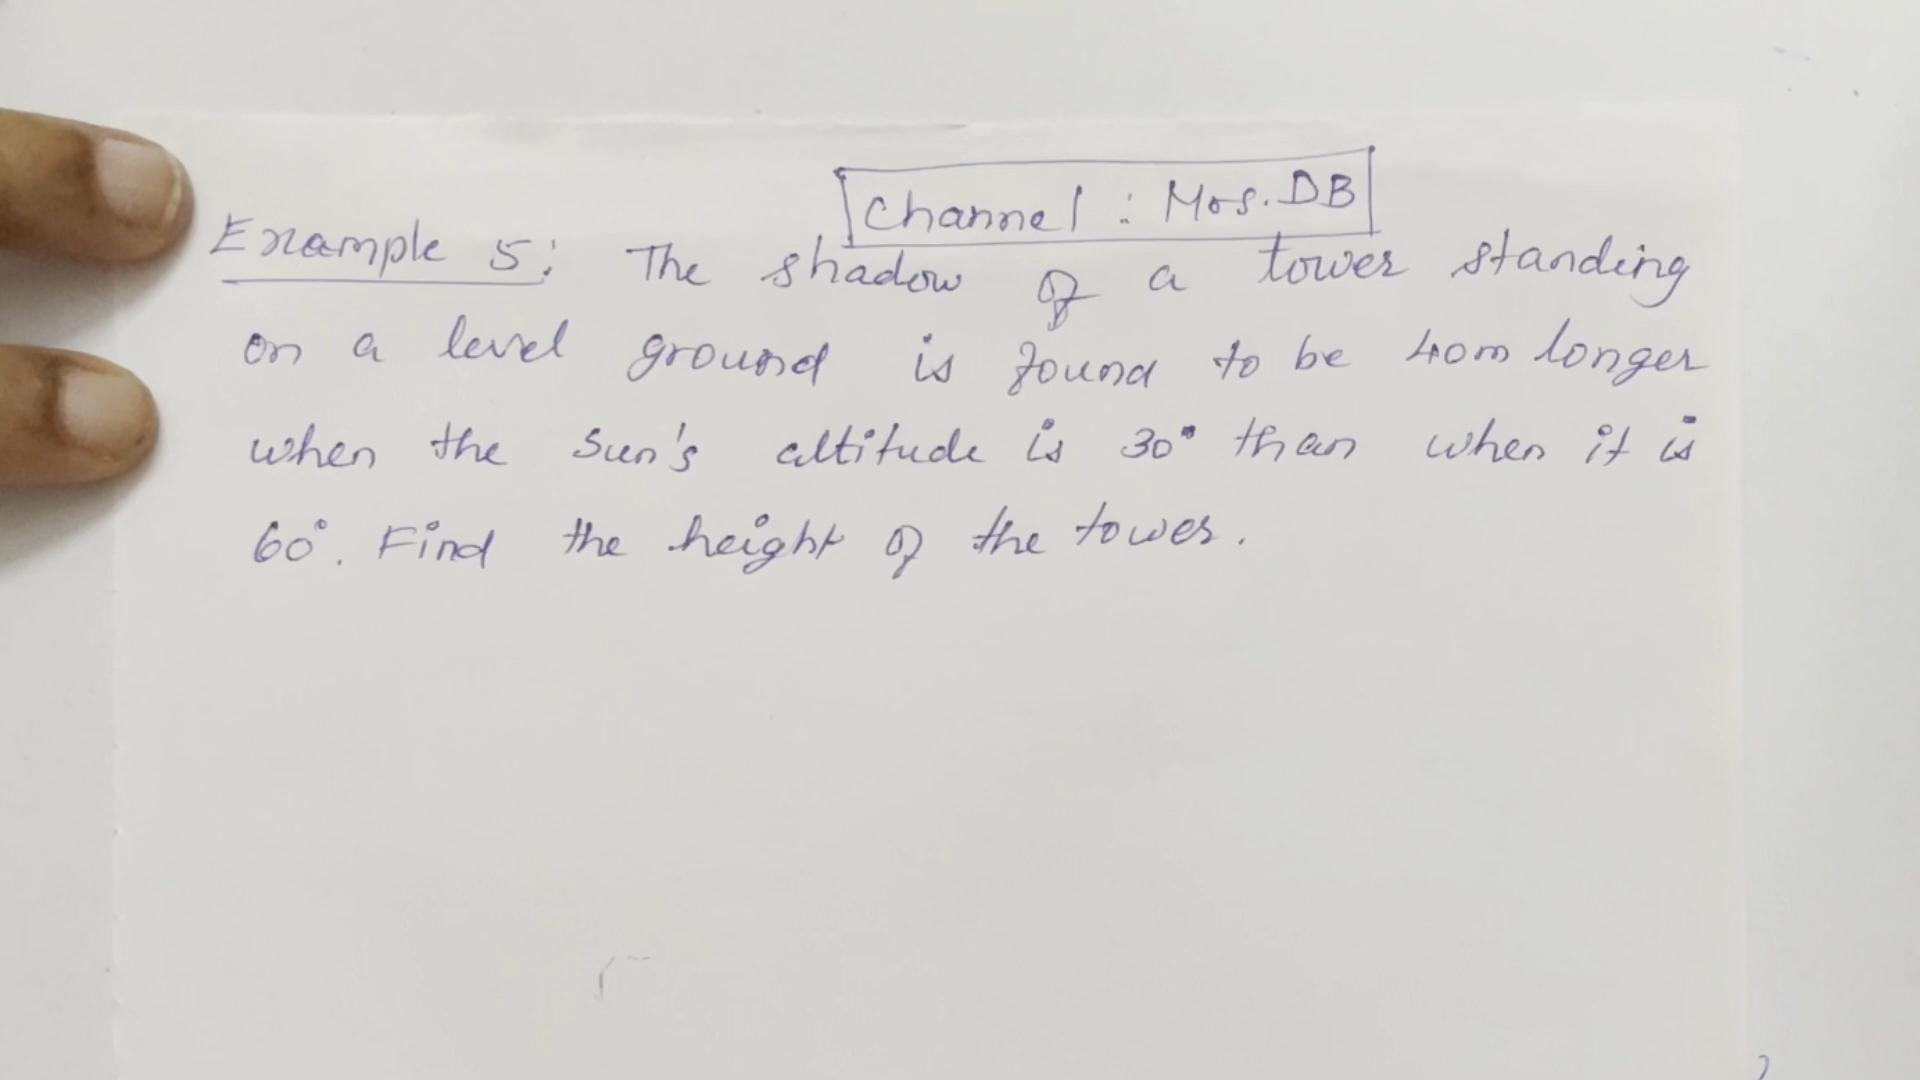 Channel : Mrs. DB
Example 5: The shadow of a tower standing
on a level ground is found to be 40m longer
when the Sun's altitude is 30° than when it is
60°. Find the height of the tower.